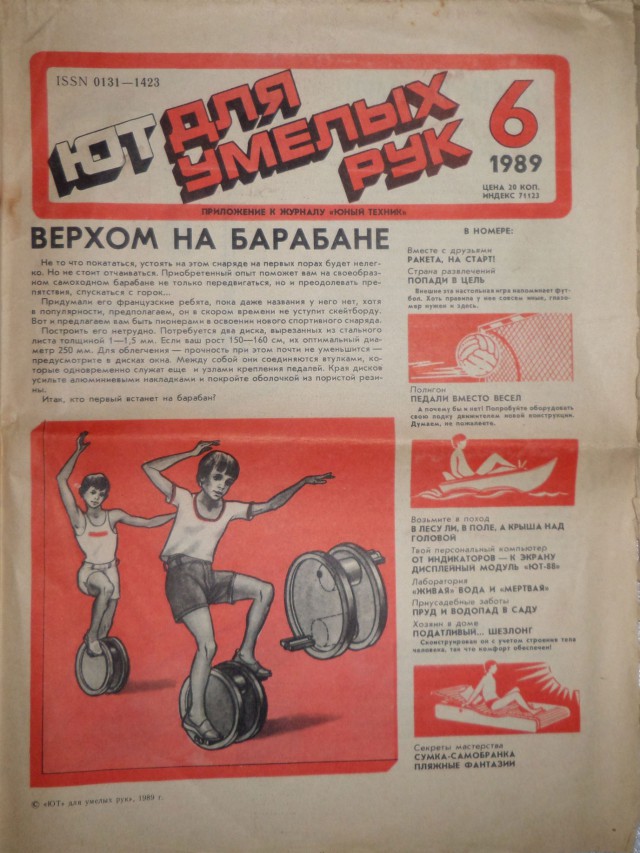 ISSN 0131—1423
ЮТ ДЛЯ
УМЕЛЫХ
РУК
6
1989
ЦЕНА 20 КОП.
ИНДЕКС 71123
ПРИЛОЖЕНИЕ К ЖУРНАЛУ «ЮНЫЙ ТЕХНИК»
ВЕРХОМ НА БАРАБАНЕ
Не то что покататься, устоять на этом снаряде на первых порах будет нелег-
ко. Но не стоит отчаиваться. Приобретенный опыт поможет вам на своеобраз-
ном самоходном барабане не только передвигаться, но и преодолевать пре-
пятствия, спускаться с горок...
Придумали его французские ребята, пока даже названия у него нет, хотя
в популярности, предполагаем, он в скором времени не уступит скейтборду.
Вот и предлагаем вам быть пионерами в освоении нового спортивного снаряда.
Построить его нетрудно. Потребуется два диска, вырезанных из стального
листа толщиной 1—1,5 мм. Если ваш рост 150—160 см, их оптимальный диа-
метр 250 мм. Для облегчения — прочность при этом почти не уменьшится —
предусмотрите в дисках окна. Между собой они соединяются втулками, ко-
торые одновременно служат еще и узлами крепления педалей. Края дисков
усильте алюминиевыми накладками и покройте оболочкой из пористой рези-
ны.
Итак, кто первый встанет на барабан?
В НОМЕРЕ:
Вместе с друзьями
РАКЕТА, НА СТАРТ!
Страна развлечений
ПОПАДИ В ЦЕЛЬ
Внешне эта настольная игра напоминает фут-
бол. Хоть правила у нее совсем иные, глазо-
мер нужен и здесь.
Полигон
ПЕДАЛИ ВМЕСТО ВЕСЕЛ
А почему бы и нет! Попробуйте оборудовать
свою лодку движителем новой конструкции.
Думаем, не пожалеете.
Возьмите в поход
В ЛЕСУ ЛИ, В ПОЛЕ, А КРЫША НАД
ГОЛОВОЙ
Твой персональный компьютер
ОТ ИНДИКАТОРОВ — К ЭКРАНУ
ДИСПЛЕЙНЫЙ МОДУЛЬ «ЮТ-88»
Лаборатория
«ЖИВАЯ» ВОДА И «МЕРТВАЯ»
Приусадебные заботы
ПРУД И ВОДОПАД В САДУ
Хозяин в доме
ПОДАТЛИВЫЙ... ШЕЗЛОНГ
Сконструирован он с учетом строения тела
человека, так что комфорт обеспечен!
Секреты мастерства
СУМКА-САМОБРАНКА
ПЛЯЖНЫЕ ФАНТАЗИИ
© «ЮТ» для умелых рук», 1989 г.